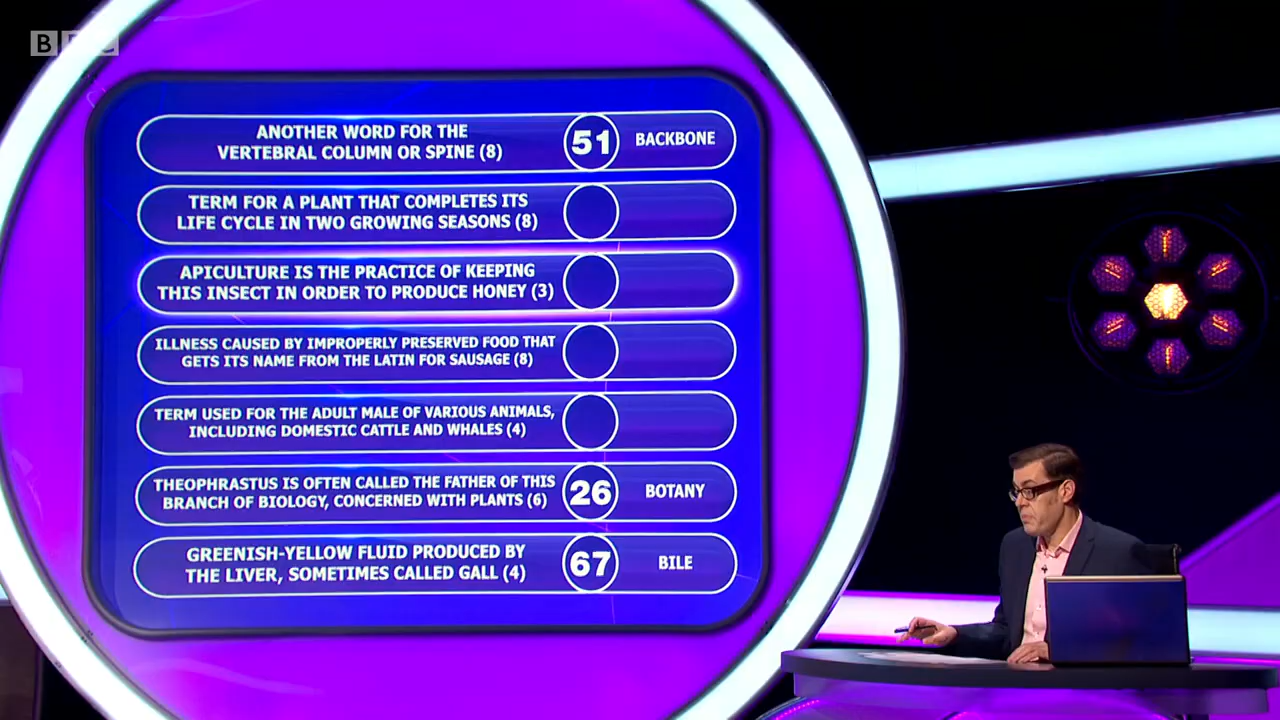 BBC
ANOTHER WORD FOR THE
VERTEBRAL COLUMN OR SPINE (8)
51
BACKBONE
TERM FOR A PLANT THAT COMPLETES ITS
LIFE CYCLE IN TWO GROWING SEASONS (8)
APICULTURE IS THE PRACTICE OF KEEPING
THIS INSECT IN ORDER TO PRODUCE HONEY (3)
ILLNESS CAUSED BY IMPROPERLY PRESERVED FOOD THAT
GETS ITS NAME FROM THE LATIN FOR SAUSAGE (8)
TERM USED FOR THE ADULT MALE OF VARIOUS ANIMALS,
INCLUDING DOMESTIC CATTLE AND WHALES (4)
THEOPHRASTUS IS OFTEN CALLED THE FATHER OF THIS
BRANCH OF BIOLOGY, CONCERNED WITH PLANTS (6)
26
BOTANY
GREENISH-YELLOW FLUID PRODUCED BY
THE LIVER, SOMETIMES CALLED GALL (4)
67
BILE